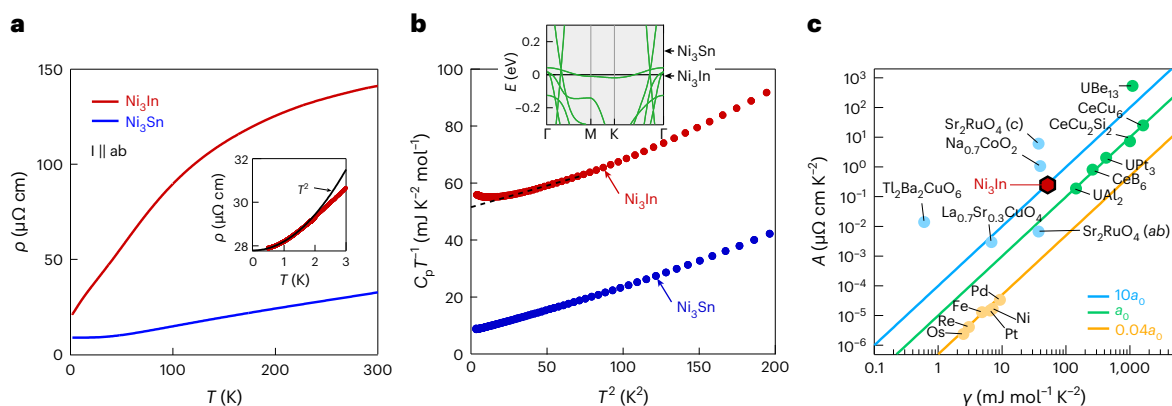 a
ρ (μΩ cm)
150
100
50
0
Ni₃In
Ni₃Sn
I || ab
ρ (μΩ cm)
32
30
28
T²
0
1
2
3
T (K)
0
100
200
300
T (K)
b
CₚT⁻¹ (mJ K⁻² mol⁻¹)
100
80
60
40
20
0
E (eV)
0.2
0
−0.2
Γ
M
K
Γ
Ni₃Sn
Ni₃In
Ni₃In
Ni₃Sn
0
50
100
150
200
T² (K²)
c
A (μΩ cm K⁻²)
10³
10²
10¹
10⁰
10⁻¹
10⁻²
10⁻³
10⁻⁴
10⁻⁵
10⁻⁶
UBe₁₃
CeCu₆
CeCu₂Si₂
Sr₂RuO₄ (c)
Na₀.₇CoO₂
UPt₃
Ni₃In
CeB₆
Tl₂Ba₂CuO₆
UAl₂
La₀.₇Sr₀.₃CuO₄
Sr₂RuO₄ (ab)
Pd
Fe
Ni
Re
Pt
Os
10a₀
a₀
0.04a₀
0.1
1
10
100
1,000
γ (mJ mol⁻¹ K⁻²)